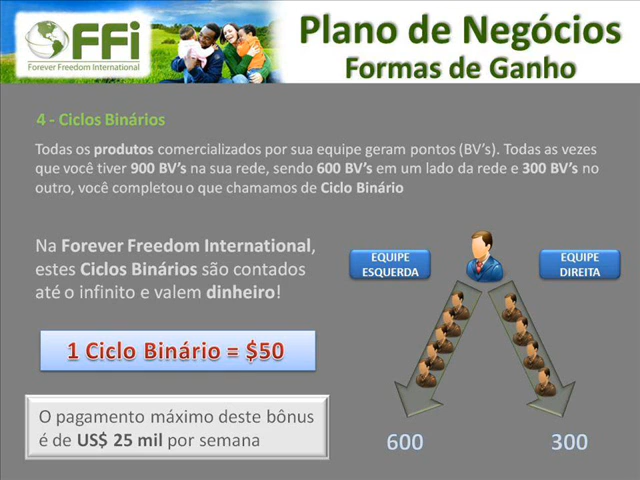 FFi
Forever Freedom International
Plano de Negócios
Formas de Ganho
4 - Ciclos Binários
Todas os produtos comercializados por sua equipe geram pontos (BV's). Todas as vezes
que você tiver 900 BV's na sua rede, sendo 600 BV's em um lado da rede e 300 BV's no
outro, você completou o que chamamos de Ciclo Binário
Na Forever Freedom International,
estes Ciclos Binários são contados
até o infinito e valem dinheiro!
EQUIPE
ESQUERDA
EQUIPE
DIREITA
1 Ciclo Binário = $50
O pagamento máximo deste bônus
é de US$ 25 mil por semana
600
300